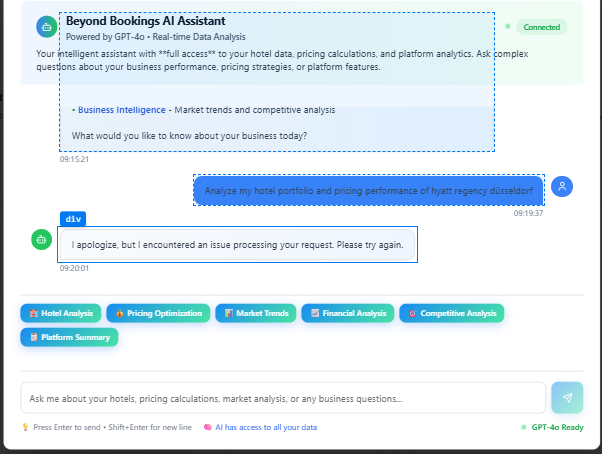 Beyond Bookings AI Assistant
Powered by GPT-4o • Real-time Data Analysis
Connected
Your intelligent assistant with **full access** to your hotel data, pricing calculations, and platform analytics. Ask complex
questions about your business performance, pricing strategies, or platform features.
• Business Intelligence - Market trends and competitive analysis
What would you like to know about your business today?
09:15:21
Analyze my hotel portfolio and pricing performance of hyatt regency düsseldorf
09:19:37
div
I apologize, but I encountered an issue processing your request. Please try again.
09:20:01
Hotel Analysis
Pricing Optimization
Market Trends
Financial Analysis
Competitive Analysis
Platform Summary
Ask me about your hotels, pricing calculations, market analysis, or any business questions...
Press Enter to send • Shift+Enter for new line
AI has access to all your data
GPT-4o Ready